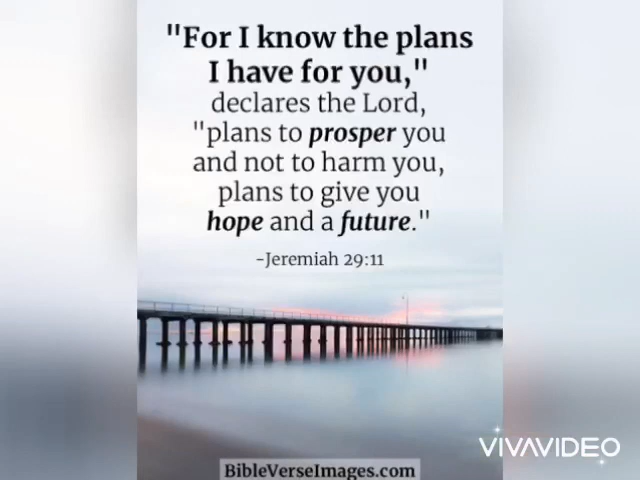 "For I know the plans
I have for you,"
declares the Lord,
"plans to prosper you
and not to harm you,
plans to give you
hope and a future."
-Jeremiah 29:11
BibleVerseImages.com
VIVAVIDEO